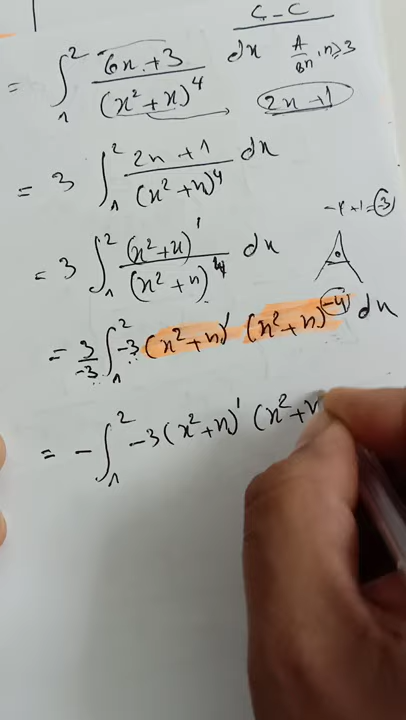 C-C
= ∫₁² (6x+3)/(x²+x)⁴ dx A/Bⁿ, n≥3
2x+1
= 3 ∫₁² (2x+1)/(x²+x)⁴ dx
-4+1=-3
= 3 ∫₁² (x²+x)'/(x²+x)⁴ dx
= 3/-3 ∫₁² -3(x²+x)' (x²+x)⁻⁴ dx
= - ∫₁² -3(x²+x)' (x²+x